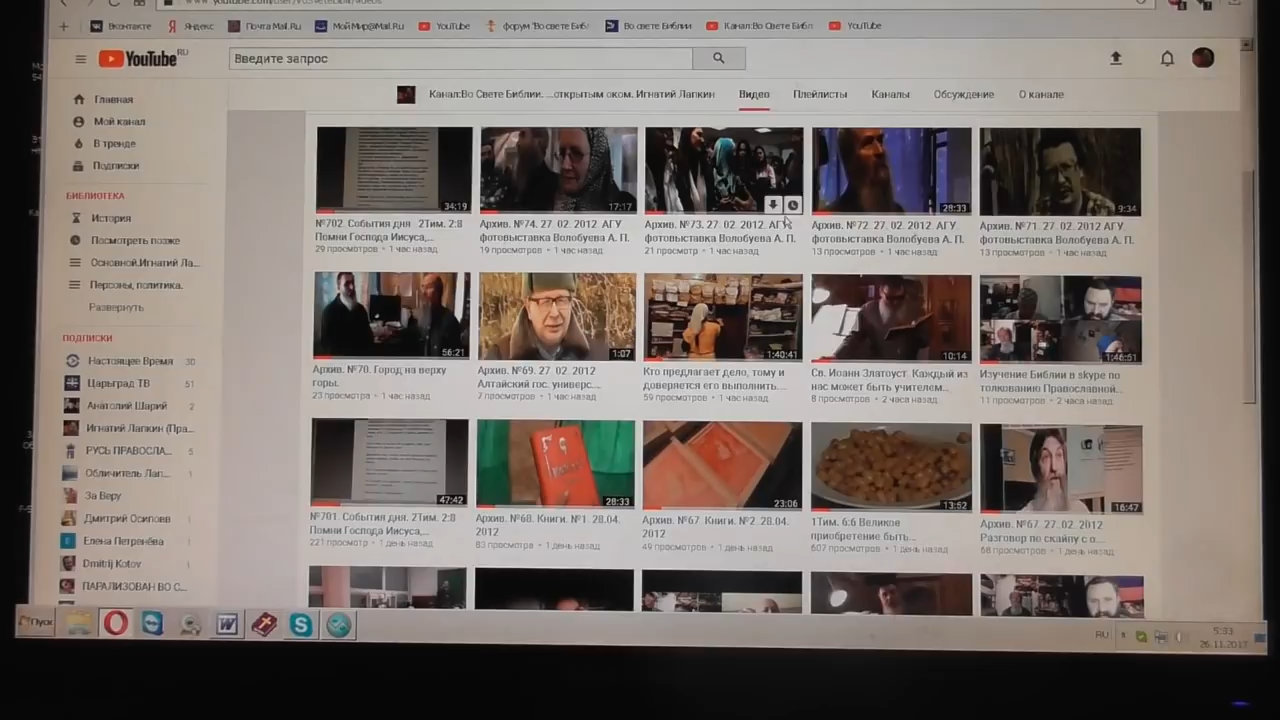 Вконтакте Яндекс Почта Mail.Ru МойМир@Mail.Ru YouTube форум 'Во свете Библ Во свете Библии Канал:Во Свете Библ YouTube
YouTube RU Введите запрос
Канал:Во Свете Библии. ...открытым оком. Игнатий Лапкин Видео Плейлисты Каналы Обсуждение О канале
Главная
Мой канал
В тренде
Подписки
БИБЛИОТЕКА
История
Посмотреть позже
Основной.Игнатий Ла...
Персоны, политика.
Развернуть
ПОДПИСКИ
Настоящее Время 30
Царьград ТВ 51
Анатолий Шарий 2
Игнатий Лапкин (Пра...
РУСЬ ПРАВОСЛА... 5
Обличитель Лап... 1
За Веру
Дмитрий Осиповв
Елена Петренёва
Dmitrij Kotov
ПАРАЛИЗОВАН ВО С...
34:19
№702. События дня 2Тим. 2:8
Помни Господа Иисуса,...
29 просмотров • 1 час назад
17:17
Архив. №74. 27. 02. 2012. АГУ
фотовыставка Волобуева А. П.
19 просмотров • 1 час назад
Архив. №73. 27. 02. 2012. АГУ
фотовыставка Волобуева А. П.
21 просмотр • 1 час назад
28:33
Архив. №72. 27. 02. 2012. АГУ.
фотовыставка Волобуева А. П.
13 просмотров • 1 час назад
9:34
Архив. №71. 27. 02. 2012. АГУ
фотовыставка Волобуева А. П.
13 просмотров • 1 час назад
56:21
Архив. №70. Город на верху
горы.
23 просмотра • 1 час назад
1:07
Архив. №69. 27. 02. 2012
Алтайский гос. универс....
7 просмотров • 1 час назад
1:40:41
Кто предлагает дело, тому и
доверяется его выполнить....
59 просмотров • 1 час назад
10:14
Св. Иоанн Златоуст. Каждый из
нас может быть учителем...
8 просмотров • 2 часа назад
1:46:51
Изучение Библии в skype по
толкованию Православной...
11 просмотров • 2 часа назад
47:42
№701. События дня. 2Тим. 2:8
Помни Господа Иисуса,...
221 просмотр • 1 день назад
28:33
Архив. №68. Книги. №1. 28.04.
2012
83 просмотра • 1 день назад
23:06
Архив. №67. Книги. №2. 28.04.
2012
49 просмотров • 1 день назад
13:52
1Тим. 6:6 Великое
приобретение быть...
607 просмотров • 1 день назад
16:47
Архив. №67. 27. 02. 2012
Разговор по скайпу с о...
68 просмотров • 1 день назад
Пуск RU 5:33
26.11.2017